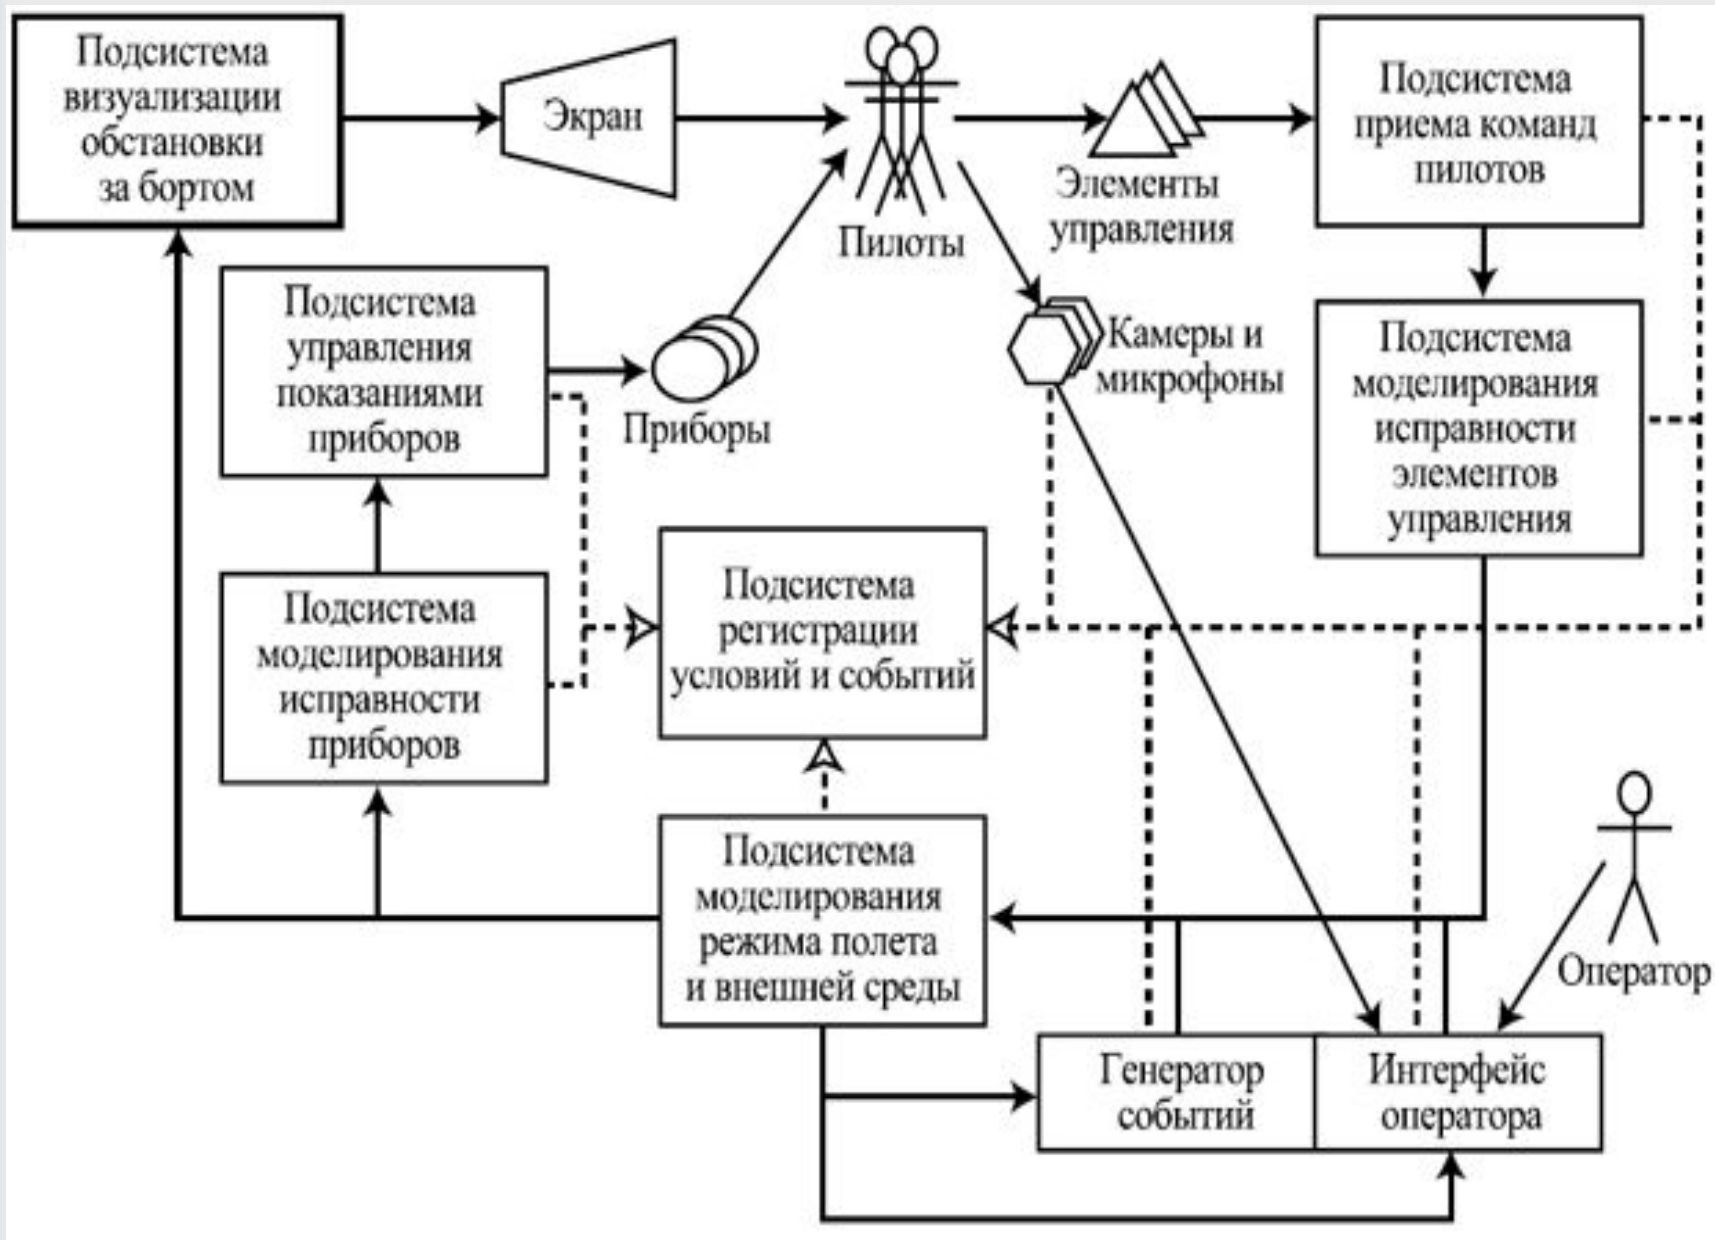 Подсистема
визуализации
обстановки
за бортом
Экран
Пилоты
Элементы
управления
Подсистема
приема команд
пилотов
Подсистема
управления
показаниями
приборов
Приборы
Камеры и
микрофоны
Подсистема
моделирования
исправности
элементов
управления
Подсистема
моделирования
исправности
приборов
Подсистема
регистрации
условий и событий
Подсистема
моделирования
режима полета
и внешней среды
Оператор
Генератор
событий
Интерфейс
оператора